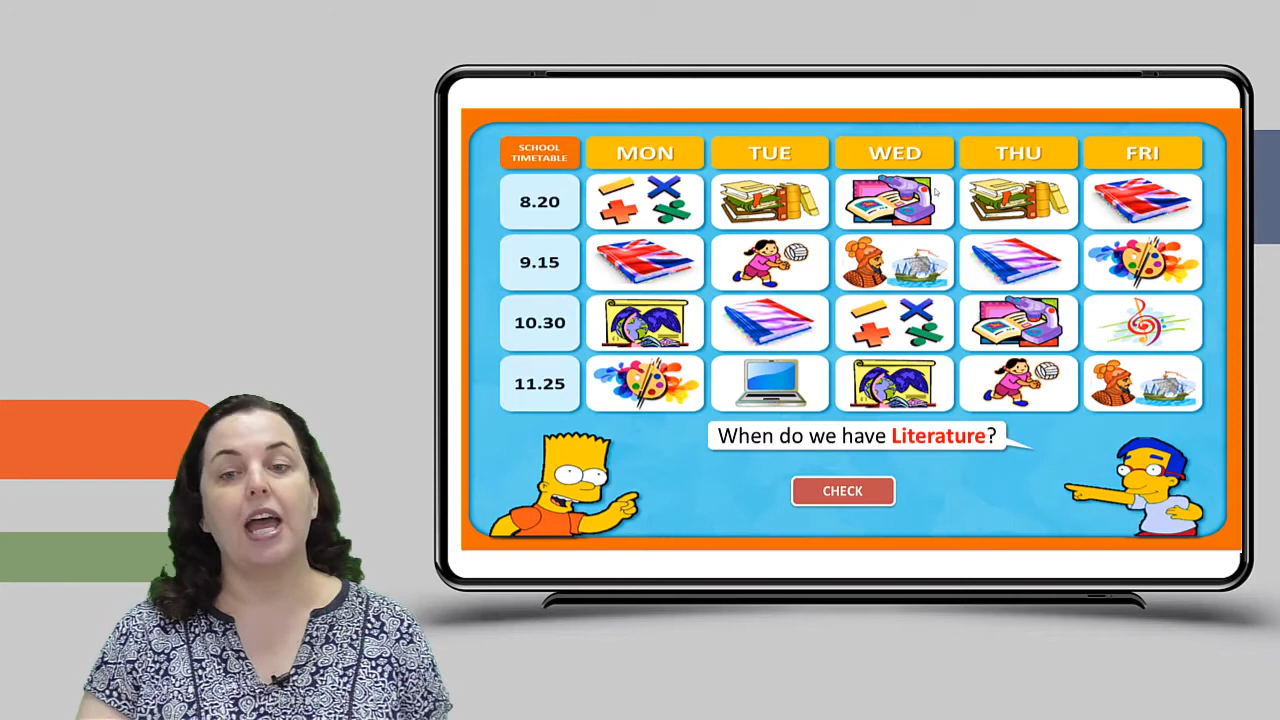 SCHOOL
TIMETABLE
MON
TUE
WED
THU
FRI
8.20
9.15
10.30
11.25
When do we have Literature?
CHECK